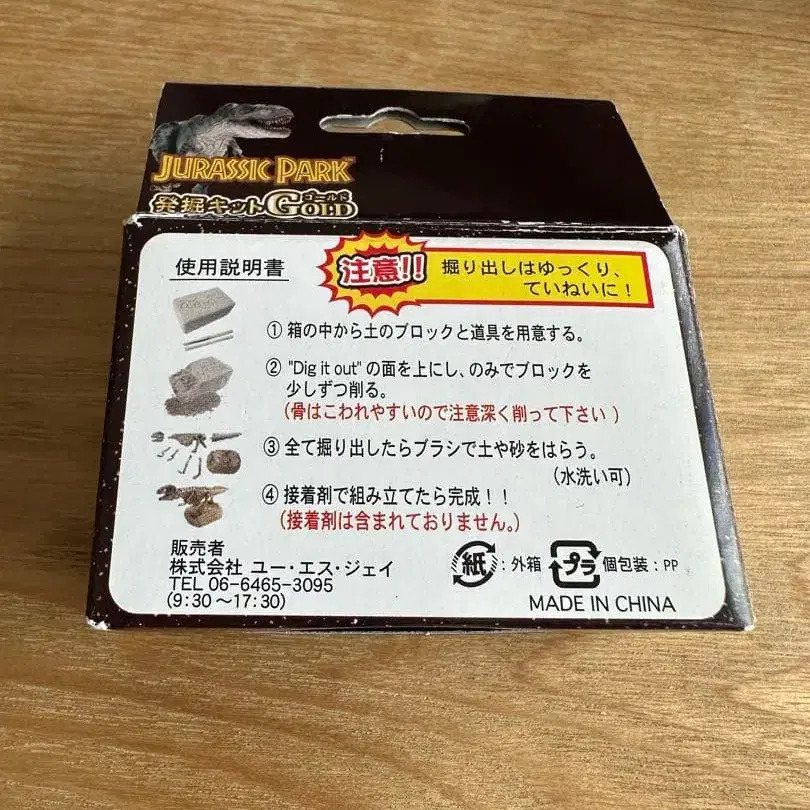 JURASSIC PARK
発掘キットGOLD
ゴールド
使用説明書
注意!!
掘り出しはゆっくり、
ていねいに!
① 箱の中から土のブロックと道具を用意する。
② "Dig it out" の面を上にし、のみでブロックを
少しずつ削る。
(骨はこわれやすいので注意深く削って下さい)
③ 全て掘り出したらブラシで土や砂をはらう。
(水洗い可)
④ 接着剤で組み立てたら完成!!
(接着剤は含まれておりません。)
販売者
株式会社 ユー・エス・ジェイ
TEL 06-6465-3095
(9:30〜17:30)
紙:外箱 プラ 個包装:PP
MADE IN CHINA